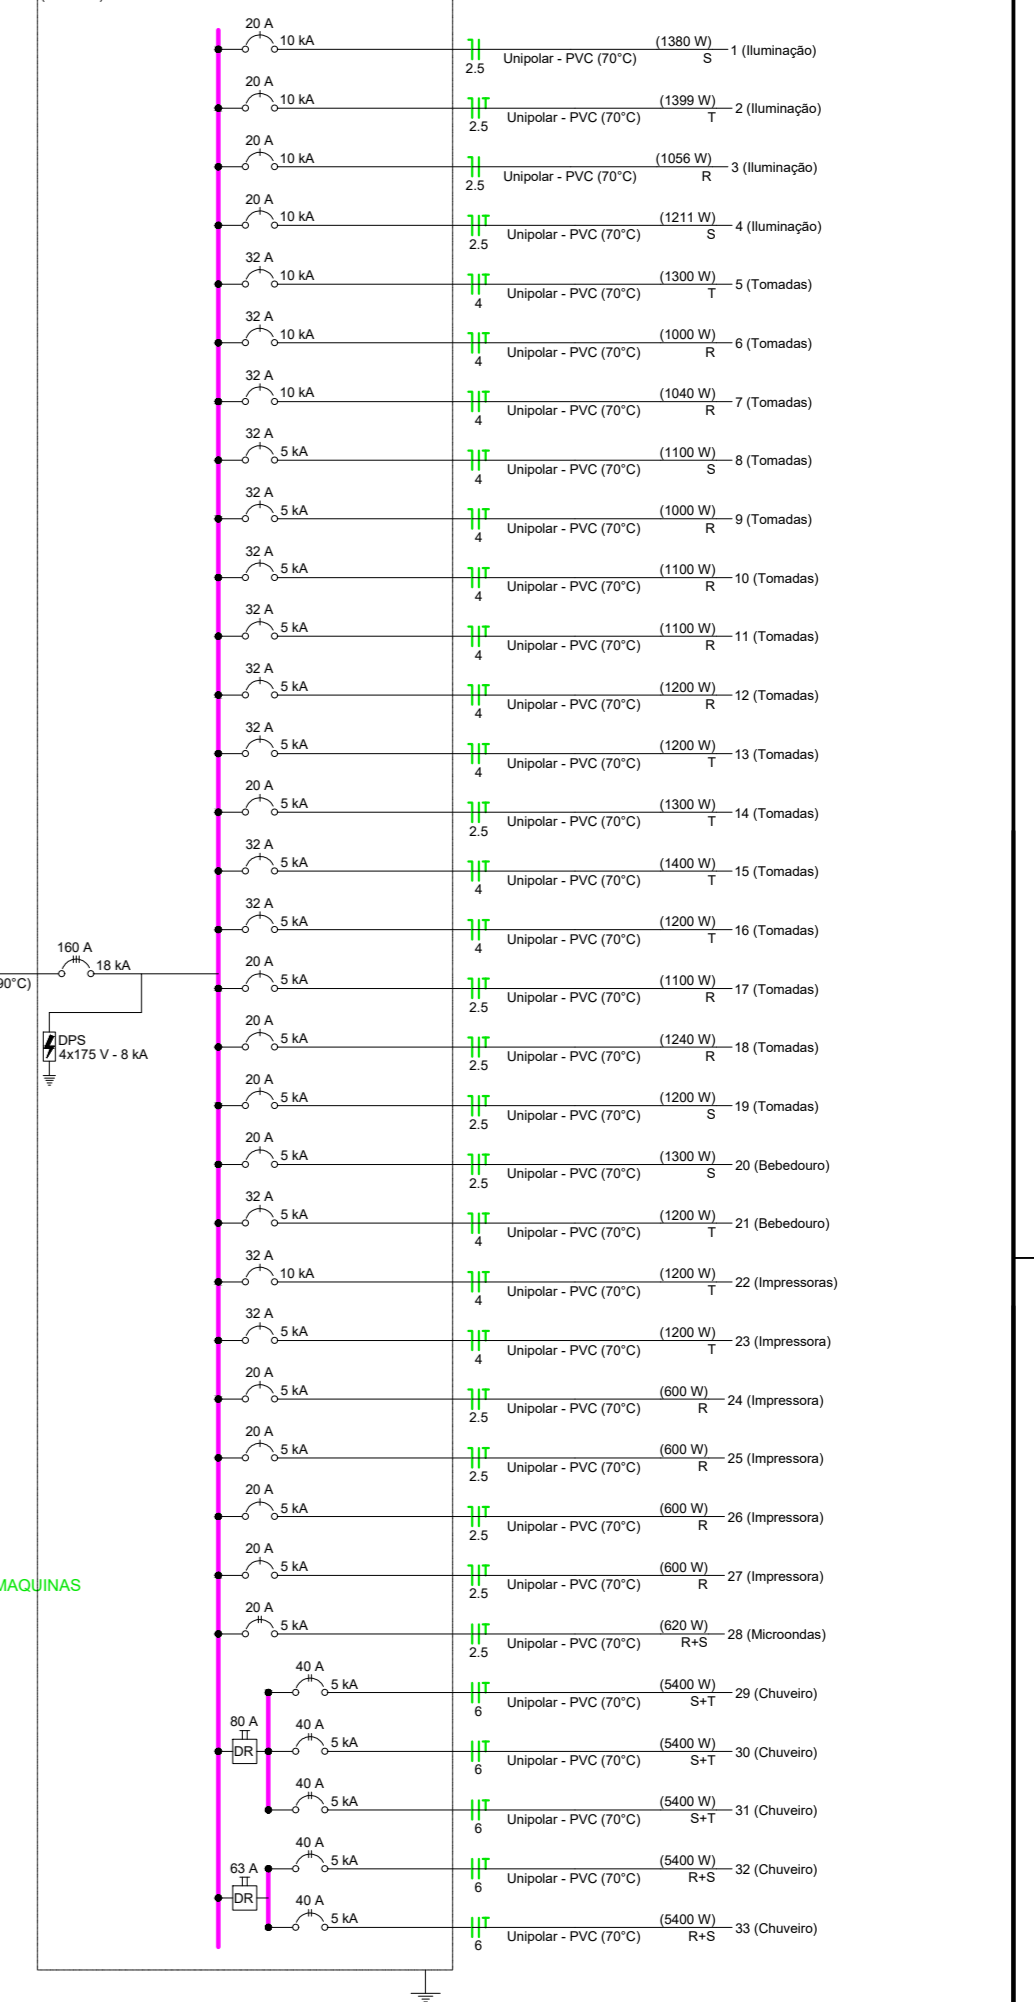 20 A
10 kA
2.5
Unipolar - PVC (70°C)
(1380 W)
S
1 (Iluminação)
20 A
10 kA
2.5
Unipolar - PVC (70°C)
(1399 W)
T
2 (Iluminação)
20 A
10 kA
2.5
Unipolar - PVC (70°C)
(1056 W)
R
3 (Iluminação)
20 A
10 kA
2.5
Unipolar - PVC (70°C)
(1211 W)
S
4 (Iluminação)
32 A
10 kA
4
Unipolar - PVC (70°C)
(1300 W)
T
5 (Tomadas)
32 A
10 kA
4
Unipolar - PVC (70°C)
(1000 W)
R
6 (Tomadas)
32 A
10 kA
4
Unipolar - PVC (70°C)
(1040 W)
R
7 (Tomadas)
32 A
5 kA
4
Unipolar - PVC (70°C)
(1100 W)
S
8 (Tomadas)
32 A
5 kA
4
Unipolar - PVC (70°C)
(1000 W)
R
9 (Tomadas)
32 A
5 kA
4
Unipolar - PVC (70°C)
(1100 W)
R
10 (Tomadas)
32 A
5 kA
4
Unipolar - PVC (70°C)
(1100 W)
R
11 (Tomadas)
32 A
5 kA
4
Unipolar - PVC (70°C)
(1200 W)
R
12 (Tomadas)
32 A
5 kA
4
Unipolar - PVC (70°C)
(1200 W)
T
13 (Tomadas)
20 A
5 kA
2.5
Unipolar - PVC (70°C)
(1300 W)
T
14 (Tomadas)
32 A
5 kA
4
Unipolar - PVC (70°C)
(1400 W)
T
15 (Tomadas)
32 A
5 kA
4
Unipolar - PVC (70°C)
(1200 W)
T
16 (Tomadas)
160 A
18 kA
90°C)
DPS
4x175 V - 8 kA
20 A
5 kA
2.5
Unipolar - PVC (70°C)
(1100 W)
R
17 (Tomadas)
20 A
5 kA
2.5
Unipolar - PVC (70°C)
(1240 W)
R
18 (Tomadas)
20 A
5 kA
2.5
Unipolar - PVC (70°C)
(1200 W)
S
19 (Tomadas)
20 A
5 kA
2.5
Unipolar - PVC (70°C)
(1300 W)
S
20 (Bebedouro)
32 A
5 kA
4
Unipolar - PVC (70°C)
(1200 W)
T
21 (Bebedouro)
32 A
10 kA
4
Unipolar - PVC (70°C)
(1200 W)
T
22 (Impressoras)
32 A
5 kA
4
Unipolar - PVC (70°C)
(1200 W)
T
23 (Impressora)
20 A
5 kA
2.5
Unipolar - PVC (70°C)
(600 W)
R
24 (Impressora)
20 A
5 kA
2.5
Unipolar - PVC (70°C)
(600 W)
R
25 (Impressora)
20 A
5 kA
2.5
Unipolar - PVC (70°C)
(600 W)
R
26 (Impressora)
20 A
5 kA
2.5
Unipolar - PVC (70°C)
(600 W)
R
27 (Impressora)
MAQUINAS
20 A
5 kA
2.5
Unipolar - PVC (70°C)
(620 W)
R+S
28 (Microondas)
40 A
5 kA
6
Unipolar - PVC (70°C)
(5400 W)
S+T
29 (Chuveiro)
80 A
DR
40 A
5 kA
6
Unipolar - PVC (70°C)
(5400 W)
S+T
30 (Chuveiro)
40 A
5 kA
6
Unipolar - PVC (70°C)
(5400 W)
S+T
31 (Chuveiro)
40 A
5 kA
6
Unipolar - PVC (70°C)
(5400 W)
R+S
32 (Chuveiro)
63 A
DR
40 A
5 kA
6
Unipolar - PVC (70°C)
(5400 W)
R+S
33 (Chuveiro)